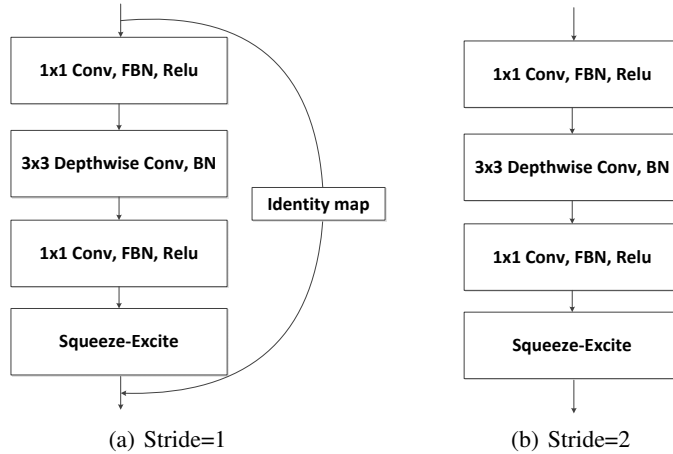 1x1 Conv, FBN, Relu
3x3 Depthwise Conv, BN
Identity map
1x1 Conv, FBN, Relu
Squeeze-Excite
(a) Stride=1
1x1 Conv, FBN, Relu
3x3 Depthwise Conv, BN
1x1 Conv, FBN, Relu
Squeeze-Excite
(b) Stride=2